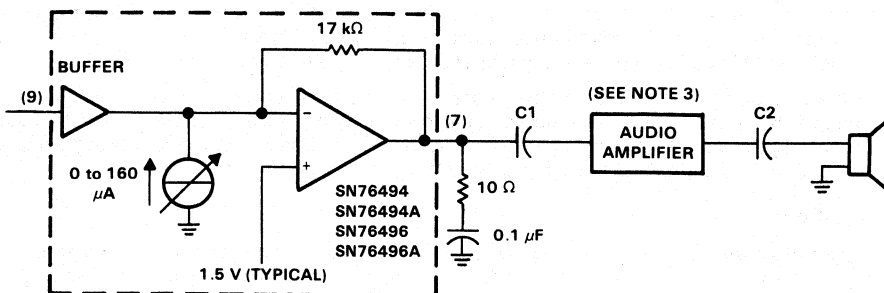 17 kΩ
BUFFER
(9)
−
+
0 to 160
μA
1.5 V (TYPICAL)
SN76494
SN76494A
SN76496
SN76496A
(7)
10 Ω
0.1 μF
C1
(SEE NOTE 3)
AUDIO
AMPLIFIER
C2